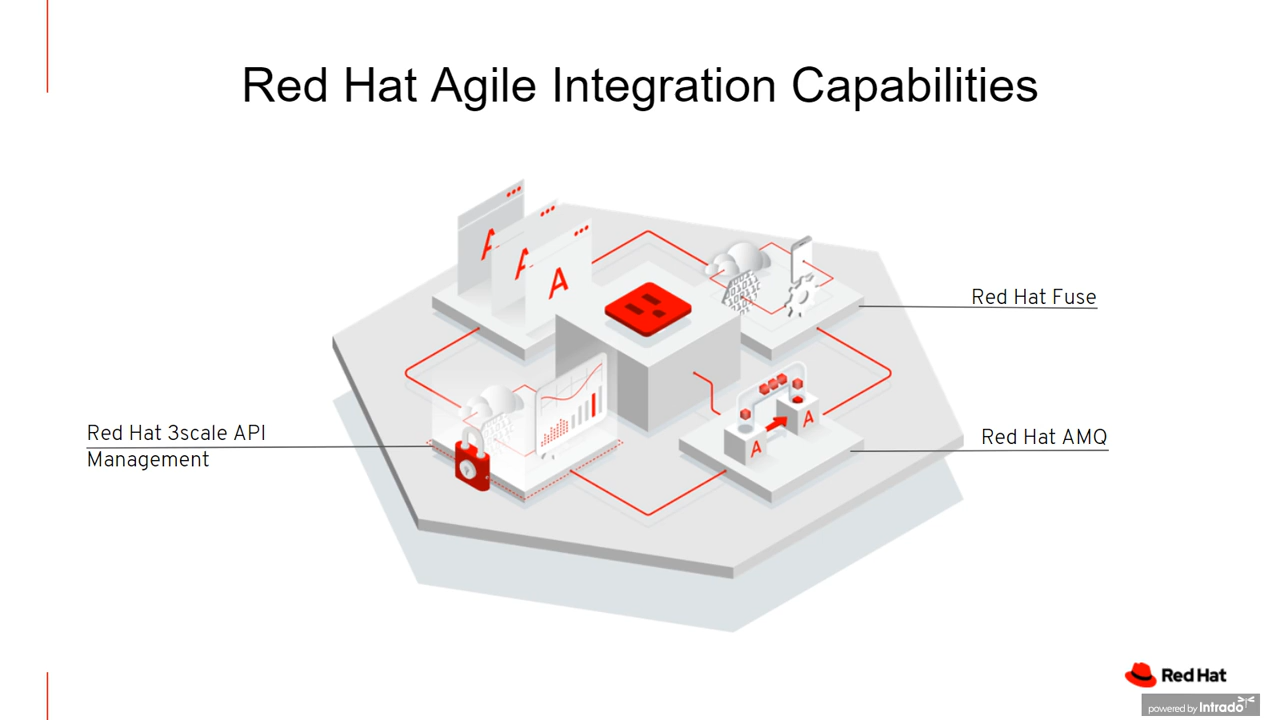 Red Hat Agile Integration Capabilities
A
A
A
Red Hat Fuse
Red Hat 3scale API
Management
A
A
Red Hat AMQ
Red Hat
powered by Intrado